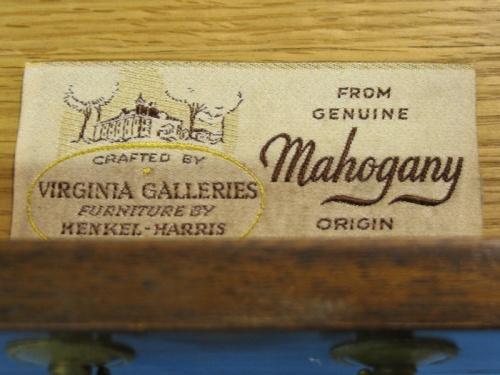 CRAFTED BY
VIRGINIA GALLERIES
FURNITURE BY
HENKEL-HARRIS
FROM
GENUINE
Mahogany
ORIGIN